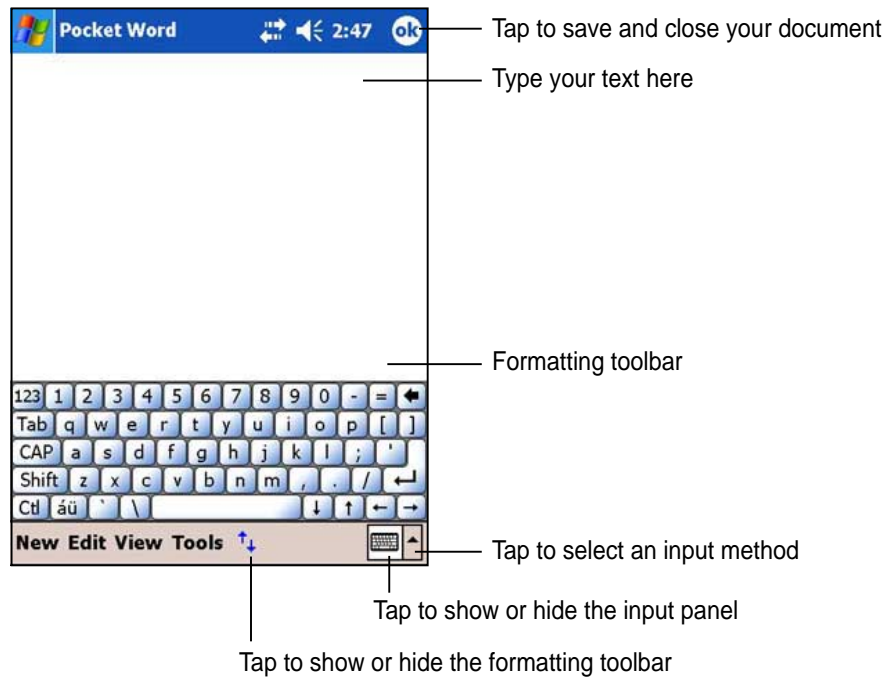 Pocket Word 2:47 ok
Tap to save and close your document
Type your text here
Formatting toolbar
123 1 2 3 4 5 6 7 8 9 0 - =
Tab q w e r t y u i o p [ ]
CAP a s d f g h j k l ; '
Shift z x c v b n m , . /
Ctl áü ` \ ↓ ↑ ← →
New Edit View Tools
Tap to select an input method
Tap to show or hide the input panel
Tap to show or hide the formatting toolbar